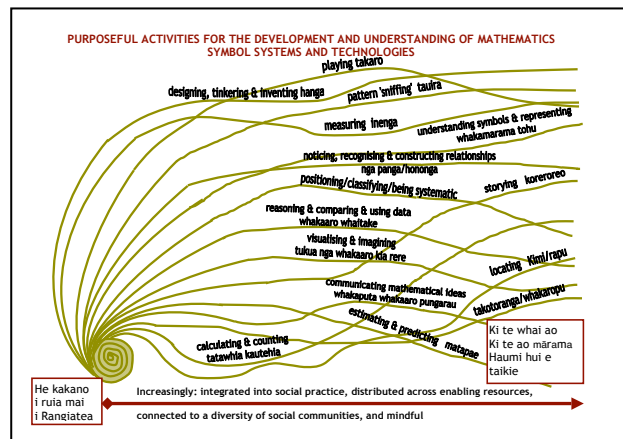 PURPOSEFUL ACTIVITIES FOR THE DEVELOPMENT AND UNDERSTANDING OF MATHEMATICS
SYMBOL SYSTEMS AND TECHNOLOGIES
playing takaro
designing, tinkering & inventing hanga
pattern 'sniffing' tauira
measuring inenga
understanding symbols & representing
whakamarama tohu
noticing, recognising & constructing relationships
nga panga/hononga
storying koreroreo
positioning/classifying/being systematic
reasoning & comparing & using data
whakaaro whaitake
visualising & imagining
tukua nga whakaaro kia rere
locating Kimi/rapu
communicating mathematical ideas
whakaputa whakaaro pungarau
takotoranga/whakaropu
estimating & predicting matapae
calculating & counting
tatawhia kautehia
Ki te whai ao
Ki te ao mārama
Haumi hui e
taikie
He kakano
i ruia mai
i Rangiatea
Increasingly: integrated into social practice, distributed across enabling resources,
connected to a diversity of social communities, and mindful